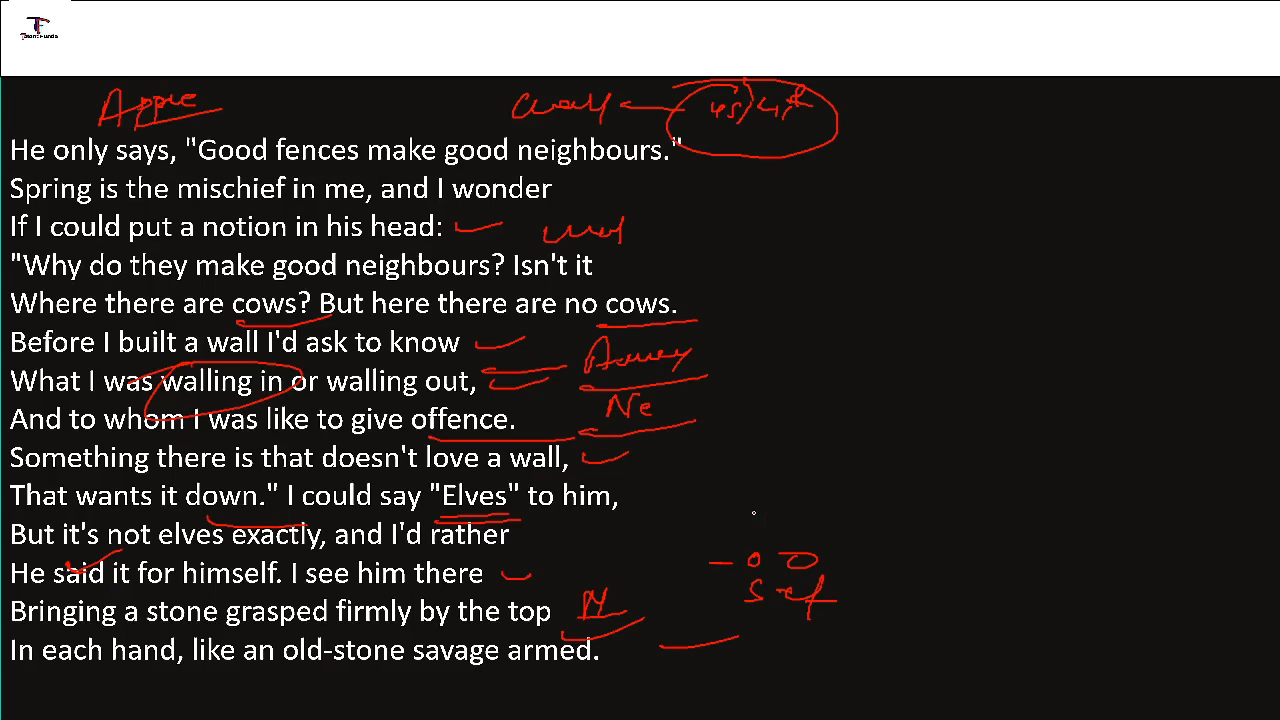 Apple
He only says, "Good fences make good neighbours."
Spring is the mischief in me, and I wonder
If I could put a notion in his head:
"Why do they make good neighbours? Isn't it
Where there are cows? But here there are no cows.
Before I built a wall I'd ask to know
What I was walling in or walling out,
And to whom I was like to give offence.
Ne
Something there is that doesn't love a wall,
That wants it down." I could say "Elves" to him,
But it's not elves exactly, and I'd rather
He said it for himself. I see him there
Bringing a stone grasped firmly by the top
In each hand, like an old-stone savage armed.